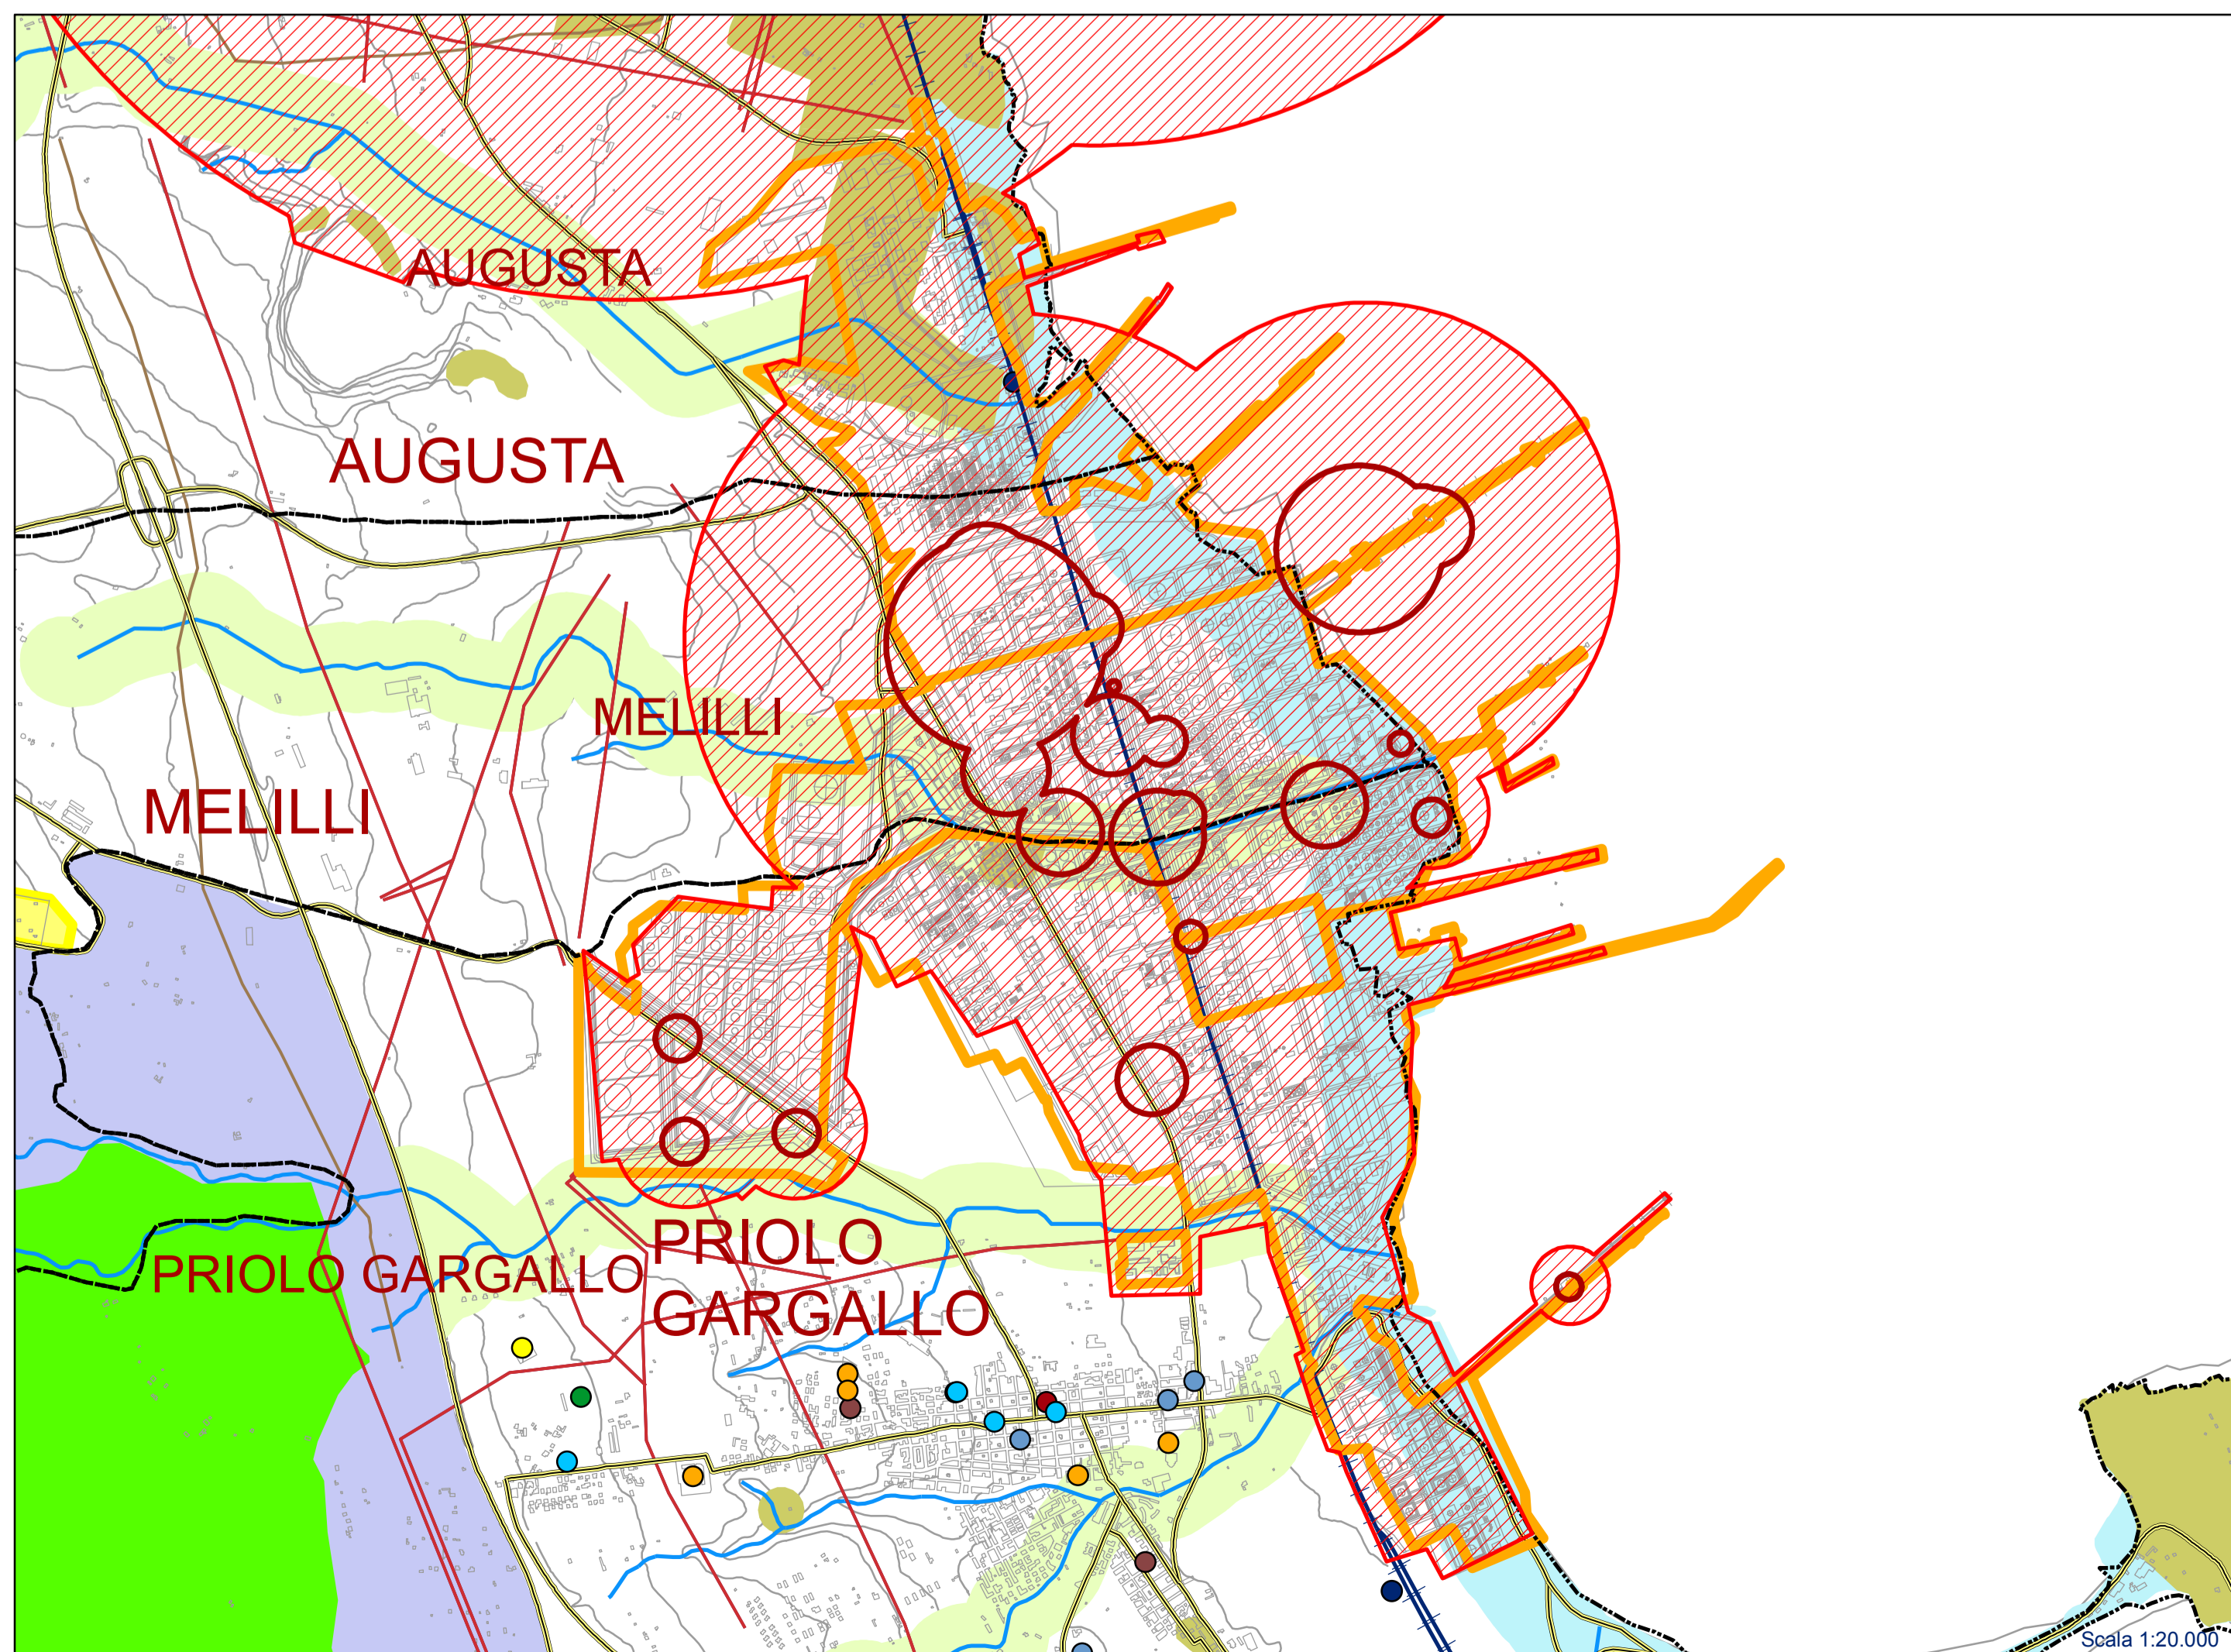 AUGUSTA
AUGUSTA
MELILLI
MELILLI
PRIOLO
GARGALLO
PRIOLO GARGALLO
Scala 1:20.000